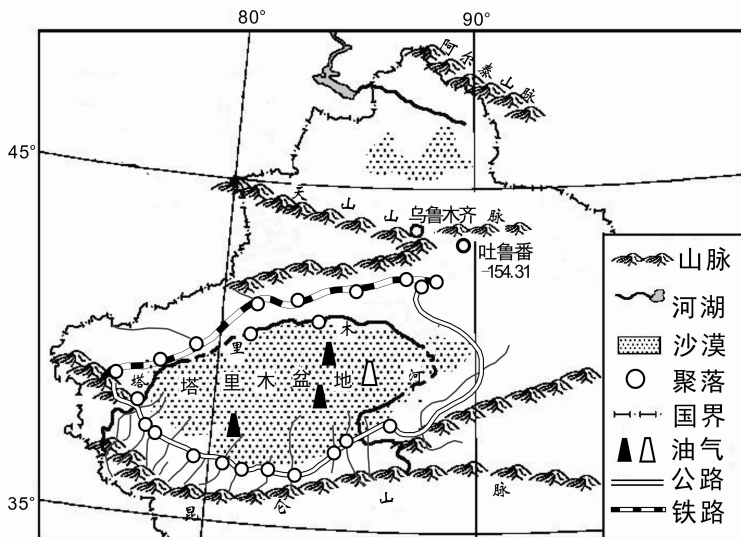 80°
90°
阿尔泰山脉
45°
天山山脉
乌鲁木齐
吐鲁番
-154.31
塔里木河
塔里木盆地
35°
昆仑山脉
山脉
河湖
沙漠
聚落
国界
油气
公路
铁路